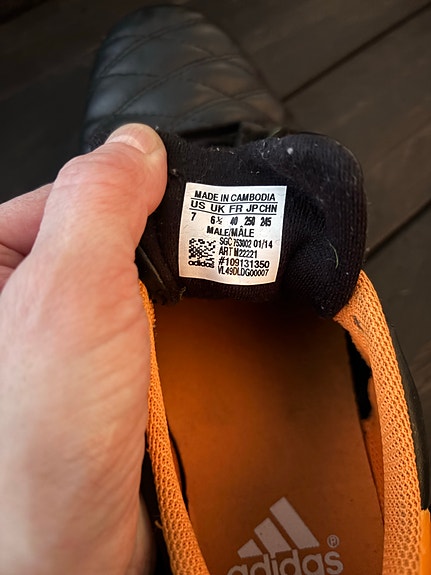 MADE IN CAMBODIA
US UK FR JP CHN
7 6½ 40 250 245
MALE/MÂLE
SGC 753002 01/14
ART M22221
#109131350
adidas VL49DLDG00007
adidas®